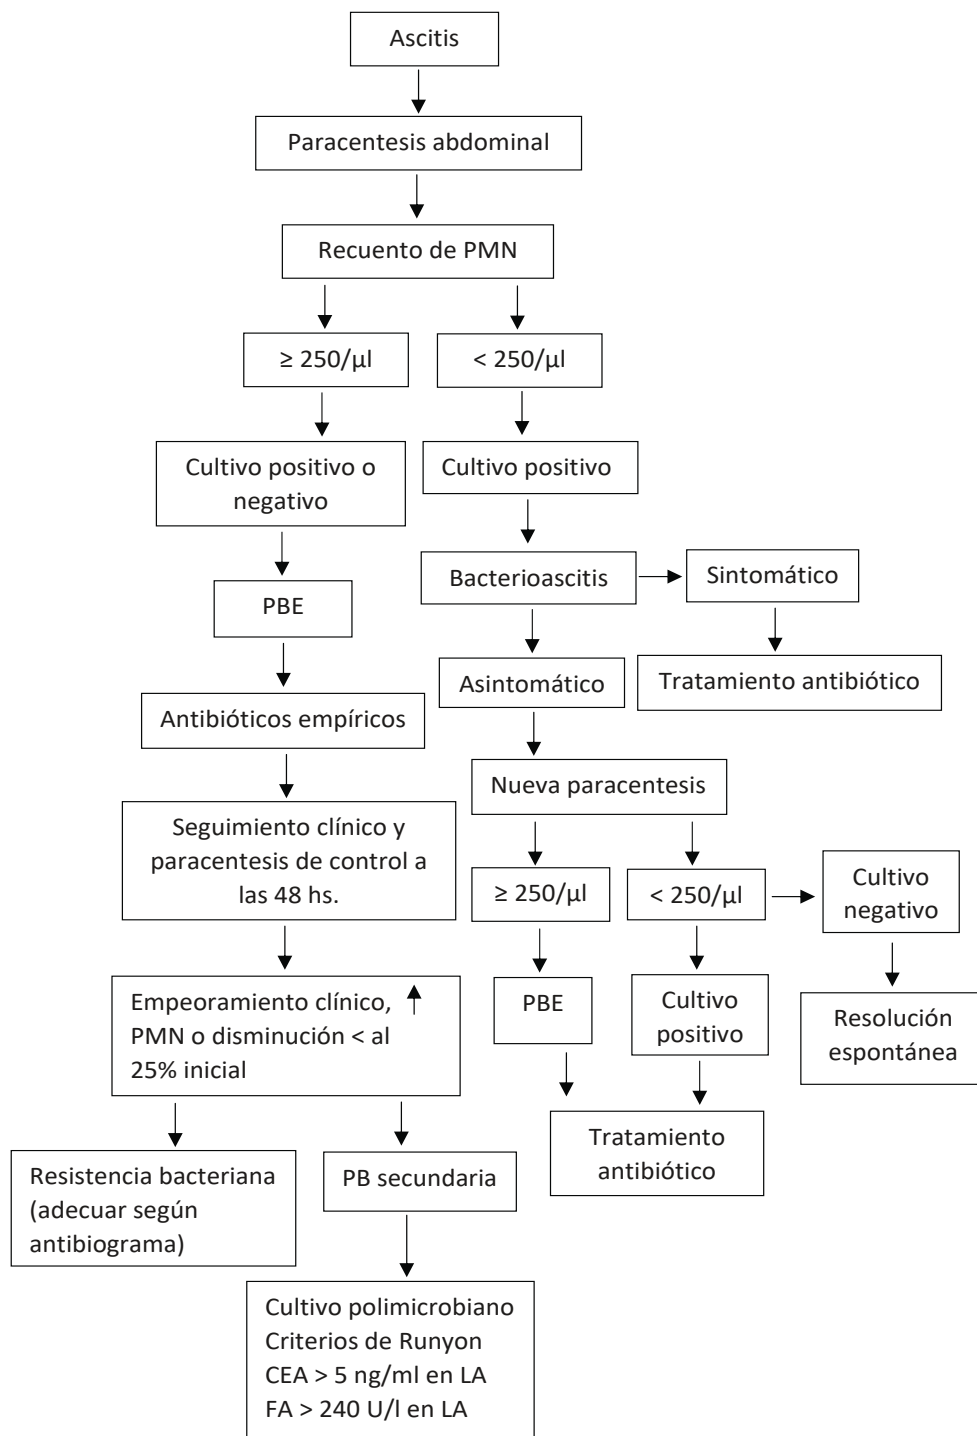 Ascitis
Paracentesis abdominal
Recuento de PMN
≥ 250/µl
< 250/µl
Cultivo positivo o
negativo
Cultivo positivo
PBE
Bacterioascitis
Sintomático
Antibióticos empíricos
Asintomático
Tratamiento antibiótico
Seguimiento clínico y
paracentesis de control a
las 48 hs.
Nueva paracentesis
≥ 250/µl
< 250/µl
Cultivo
negativo
Empeoramiento clínico, ↑
PMN o disminución < al
25% inicial
PBE
Cultivo
positivo
Resolución
espontánea
Resistencia bacteriana
(adecuar según
antibiograma)
PB secundaria
Tratamiento
antibiótico
Cultivo polimicrobiano
Criterios de Runyon
CEA > 5 ng/ml en LA
FA > 240 U/l en LA